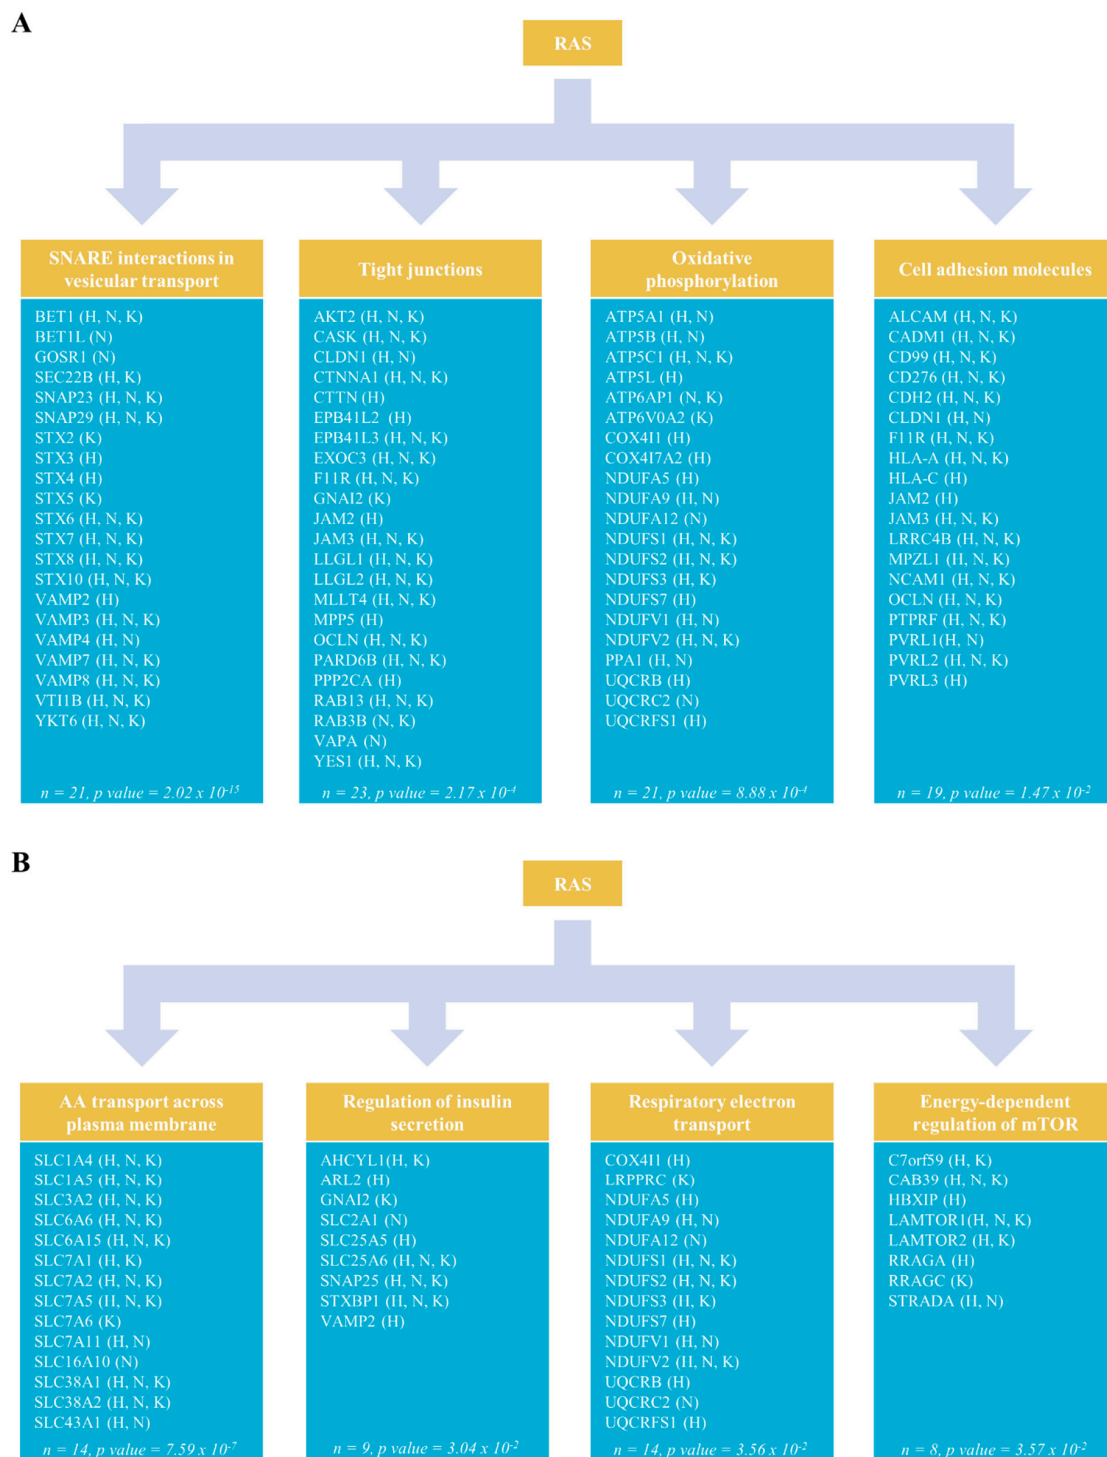 A
RAS
SNARE interactions in
vesicular transport
BET1 (H, N, K)
BET1L (N)
GOSR1 (N)
SEC22B (H, K)
SNAP23 (H, N, K)
SNAP29 (H, N, K)
STX2 (K)
STX3 (H)
STX4 (H)
STX5 (K)
STX6 (H, N, K)
STX7 (H, N, K)
STX8 (H, N, K)
STX10 (H, N, K)
VAMP2 (H)
VAMP3 (H, N, K)
VAMP4 (H, N)
VAMP7 (H, N, K)
VAMP8 (H, N, K)
VTI1B (H, N, K)
YKT6 (H, N, K)
n = 21, p value = 2.02 x 10⁻¹⁵
Tight junctions
AKT2 (H, N, K)
CASK (H, N, K)
CLDN1 (H, N)
CTNNA1 (H, N, K)
CTTN (H)
EPB41L2 (H)
EPB41L3 (H, N, K)
EXOC3 (H, N, K)
F11R (H, N, K)
GNAI2 (K)
JAM2 (H)
JAM3 (H, N, K)
LLGL1 (H, N, K)
LLGL2 (H, N, K)
MLLT4 (H, N, K)
MPP5 (H)
OCLN (H, N, K)
PARD6B (H, N, K)
PPP2CA (H)
RAB13 (H, N, K)
RAB3B (N, K)
VAPA (N)
YES1 (H, N, K)
n = 23, p value = 2.17 x 10⁻⁴
Oxidative
phosphorylation
ATP5A1 (H, N)
ATP5B (H, N)
ATP5C1 (H, N, K)
ATP5L (H)
ATP6AP1 (N, K)
ATP6V0A2 (K)
COX4I1 (H)
COX4I7A2 (H)
NDUFA5 (H)
NDUFA9 (H, N)
NDUFA12 (N)
NDUFS1 (H, N, K)
NDUFS2 (H, N, K)
NDUFS3 (H, K)
NDUFS7 (H)
NDUFV1 (H, N)
NDUFV2 (H, N, K)
PPA1 (H, N)
UQCRB (H)
UQCRC2 (N)
UQCRFS1 (H)
n = 21, p value = 8.88 x 10⁻⁴
Cell adhesion molecules
ALCAM (H, N, K)
CADM1 (H, N, K)
CD99 (H, N, K)
CD276 (H, N, K)
CDH2 (H, N, K)
CLDN1 (H, N)
F11R (H, N, K)
HLA-A (H, N, K)
HLA-C (H)
JAM2 (H)
JAM3 (H, N, K)
LRRC4B (H, N, K)
MPZL1 (H, N, K)
NCAM1 (H, N, K)
OCLN (H, N, K)
PTPRF (H, N, K)
PVRL1(H, N)
PVRL2 (H, N, K)
PVRL3 (H)
n = 19, p value = 1.47 x 10⁻²
B
RAS
AA transport across
plasma membrane
SLC1A4 (H, N, K)
SLC1A5 (H, N, K)
SLC3A2 (H, N, K)
SLC6A6 (H, N, K)
SLC6A15 (H, N, K)
SLC7A1 (H, K)
SLC7A2 (H, N, K)
SLC7A5 (H, N, K)
SLC7A6 (K)
SLC7A11 (H, N)
SLC16A10 (N)
SLC38A1 (H, N, K)
SLC38A2 (H, N, K)
SLC43A1 (H, N)
n = 14, p value = 7.59 x 10⁻⁷
Regulation of insulin
secretion
AHCYL1(H, K)
ARL2 (H)
GNAI2 (K)
SLC2A1 (N)
SLC25A5 (H)
SLC25A6 (H, N, K)
SNAP25 (H, N, K)
STXBP1 (H, N, K)
VAMP2 (H)
n = 9, p value = 3.04 x 10⁻²
Respiratory electron
transport
COX4I1 (H)
LRPPRC (K)
NDUFA5 (H)
NDUFA9 (H, N)
NDUFA12 (N)
NDUFS1 (H, N, K)
NDUFS2 (H, N, K)
NDUFS3 (H, K)
NDUFS7 (H)
NDUFV1 (H, N)
NDUFV2 (H, N, K)
UQCRB (H)
UQCRC2 (N)
UQCRFS1 (H)
n = 14, p value = 3.56 x 10⁻²
Energy-dependent
regulation of mTOR
C7orf59 (H, K)
CAB39 (H, N, K)
HBXIP (H)
LAMTOR1(H, N, K)
LAMTOR2 (H, K)
RRAGA (H)
RRAGC (K)
STRADA (H, N)
n = 8, p value = 3.57 x 10⁻²